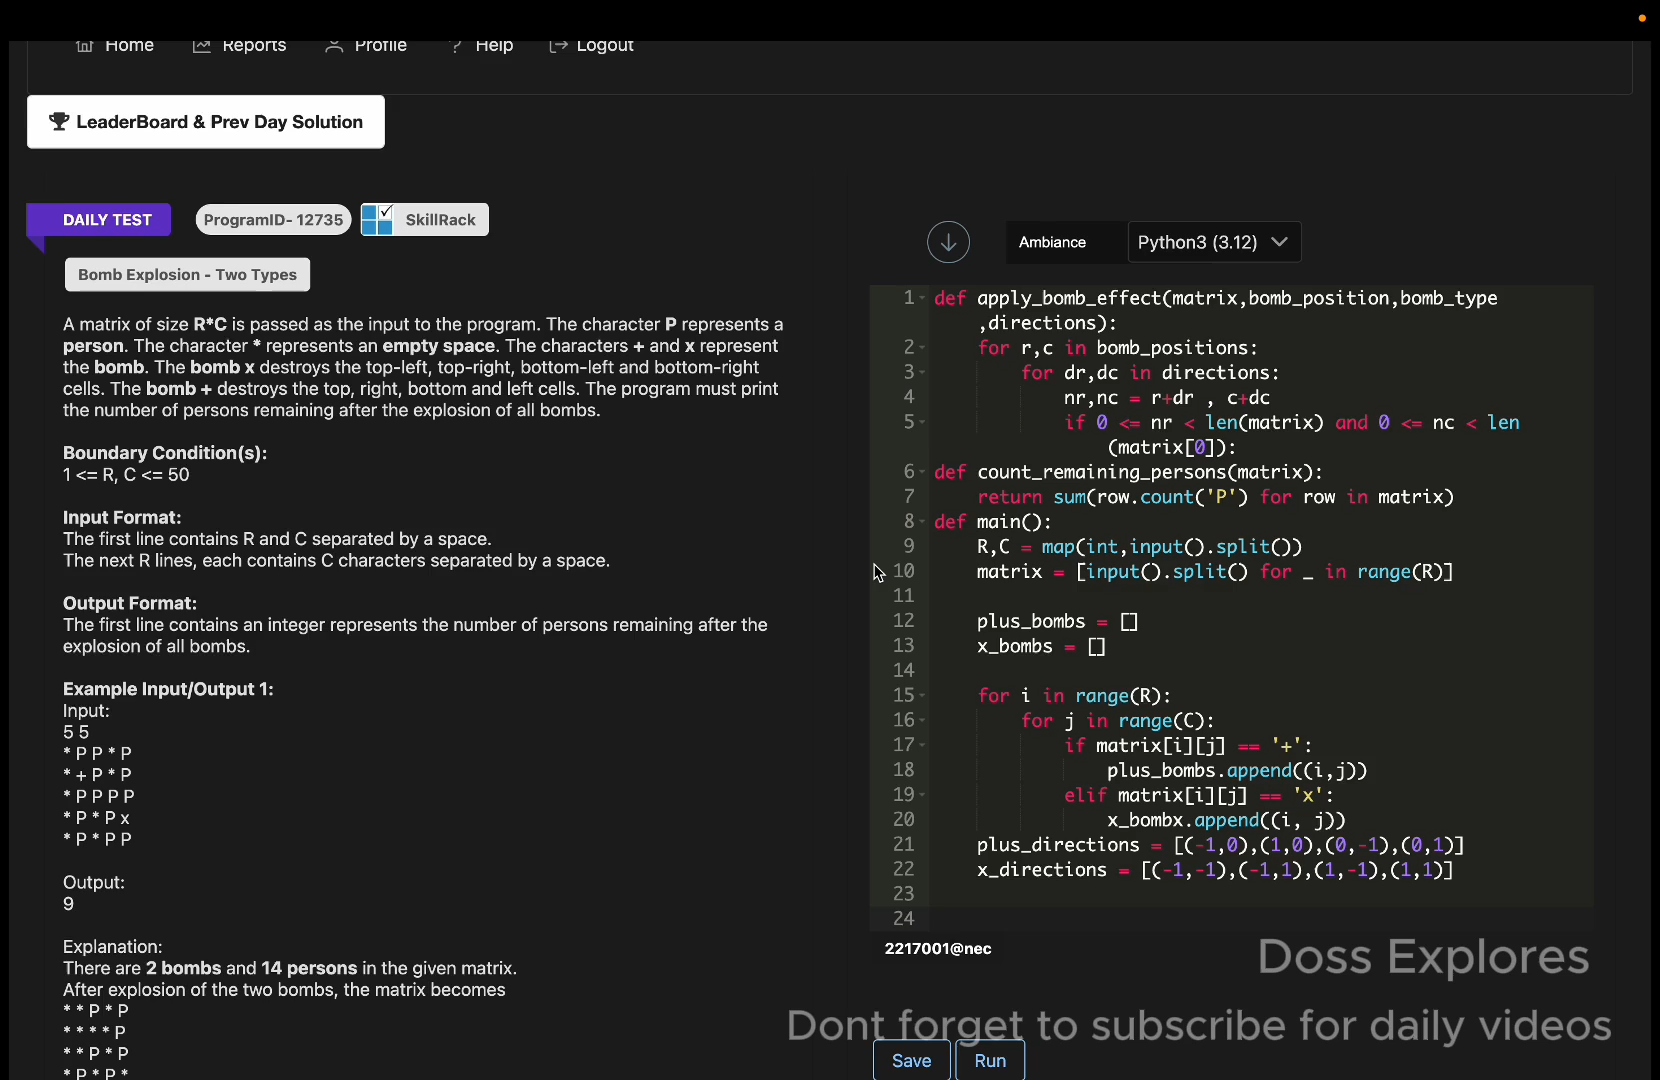 Home Reports Profile Help Logout
LeaderBoard & Prev Day Solution
DAILY TEST ProgramID- 12735 SkillRack
Bomb Explosion - Two Types
A matrix of size R*C is passed as the input to the program. The character P represents a
person. The character * represents an empty space. The characters + and x represent
the bomb. The bomb x destroys the top-left, top-right, bottom-left and bottom-right
cells. The bomb + destroys the top, right, bottom and left cells. The program must print
the number of persons remaining after the explosion of all bombs.
Boundary Condition(s):
1 <= R, C <= 50
Input Format:
The first line contains R and C separated by a space.
The next R lines, each contains C characters separated by a space.
Output Format:
The first line contains an integer represents the number of persons remaining after the
explosion of all bombs.
Example Input/Output 1:
Input:
5 5
* P P * P
* + P * P
* P P P P
* P * P x
* P * P P
Output:
9
Explanation:
There are 2 bombs and 14 persons in the given matrix.
After explosion of the two bombs, the matrix becomes
* * P * P
* * * * P
* * P * P
* P * P *
Ambiance Python3 (3.12)
1 def apply_bomb_effect(matrix,bomb_position,bomb_type
,directions):
2 for r,c in bomb_positions:
3 for dr,dc in directions:
4 nr,nc = r+dr , c+dc
5 if 0 <= nr < len(matrix) and 0 <= nc < len
(matrix[0]):
6 def count_remaining_persons(matrix):
7 return sum(row.count('P') for row in matrix)
8 def main():
9 R,C = map(int,input().split())
10 matrix = [input().split() for _ in range(R)]
11
12 plus_bombs = []
13 x_bombs = []
14
15 for i in range(R):
16 for j in range(C):
17 if matrix[i][j] == '+':
18 plus_bombs.append((i,j))
19 elif matrix[i][j] == 'x':
20 x_bombx.append((i, j))
21 plus_directions = [(-1,0),(1,0),(0,-1),(0,1)]
22 x_directions = [(-1,-1),(-1,1),(1,-1),(1,1)]
23
24
2217001@nec
Doss Explores
Dont forget to subscribe for daily videos
Save Run